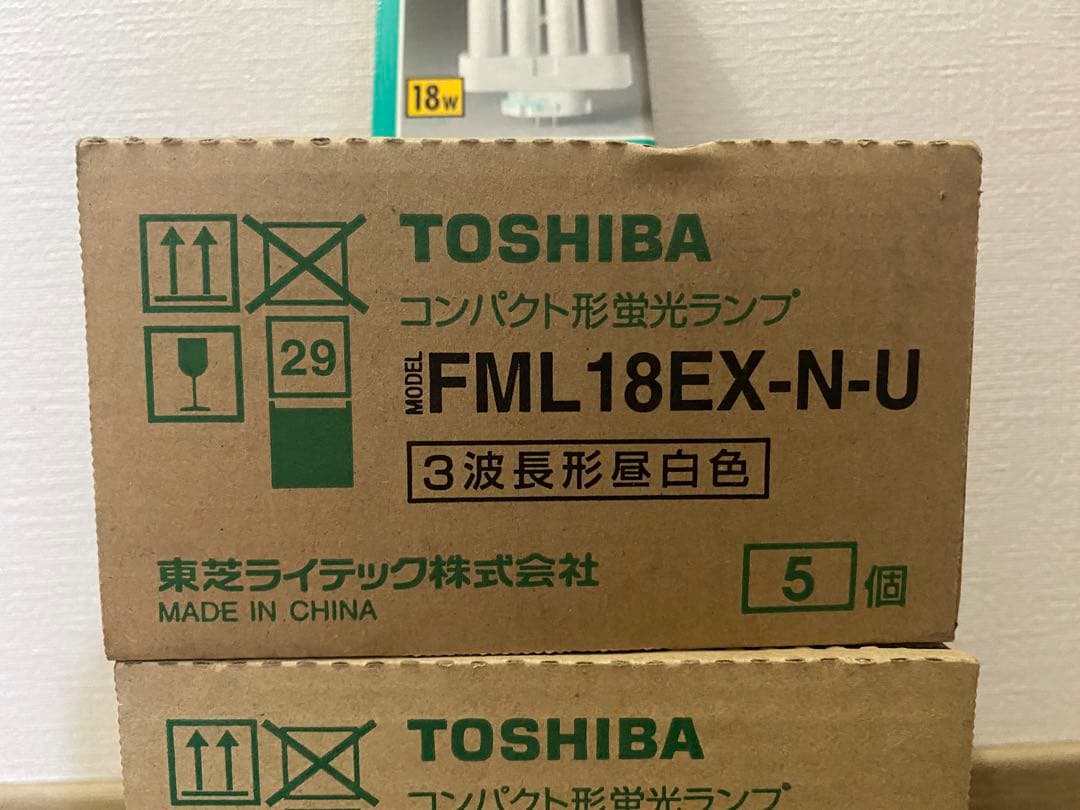 18W
TOSHIBA
コンパクト形蛍光ランプ
29
MODEL FML18EX-N-U
3波長形昼白色
東芝ライテック株式会社
MADE IN CHINA
5個
TOSHIBA
コンパクト形蛍光ランプ